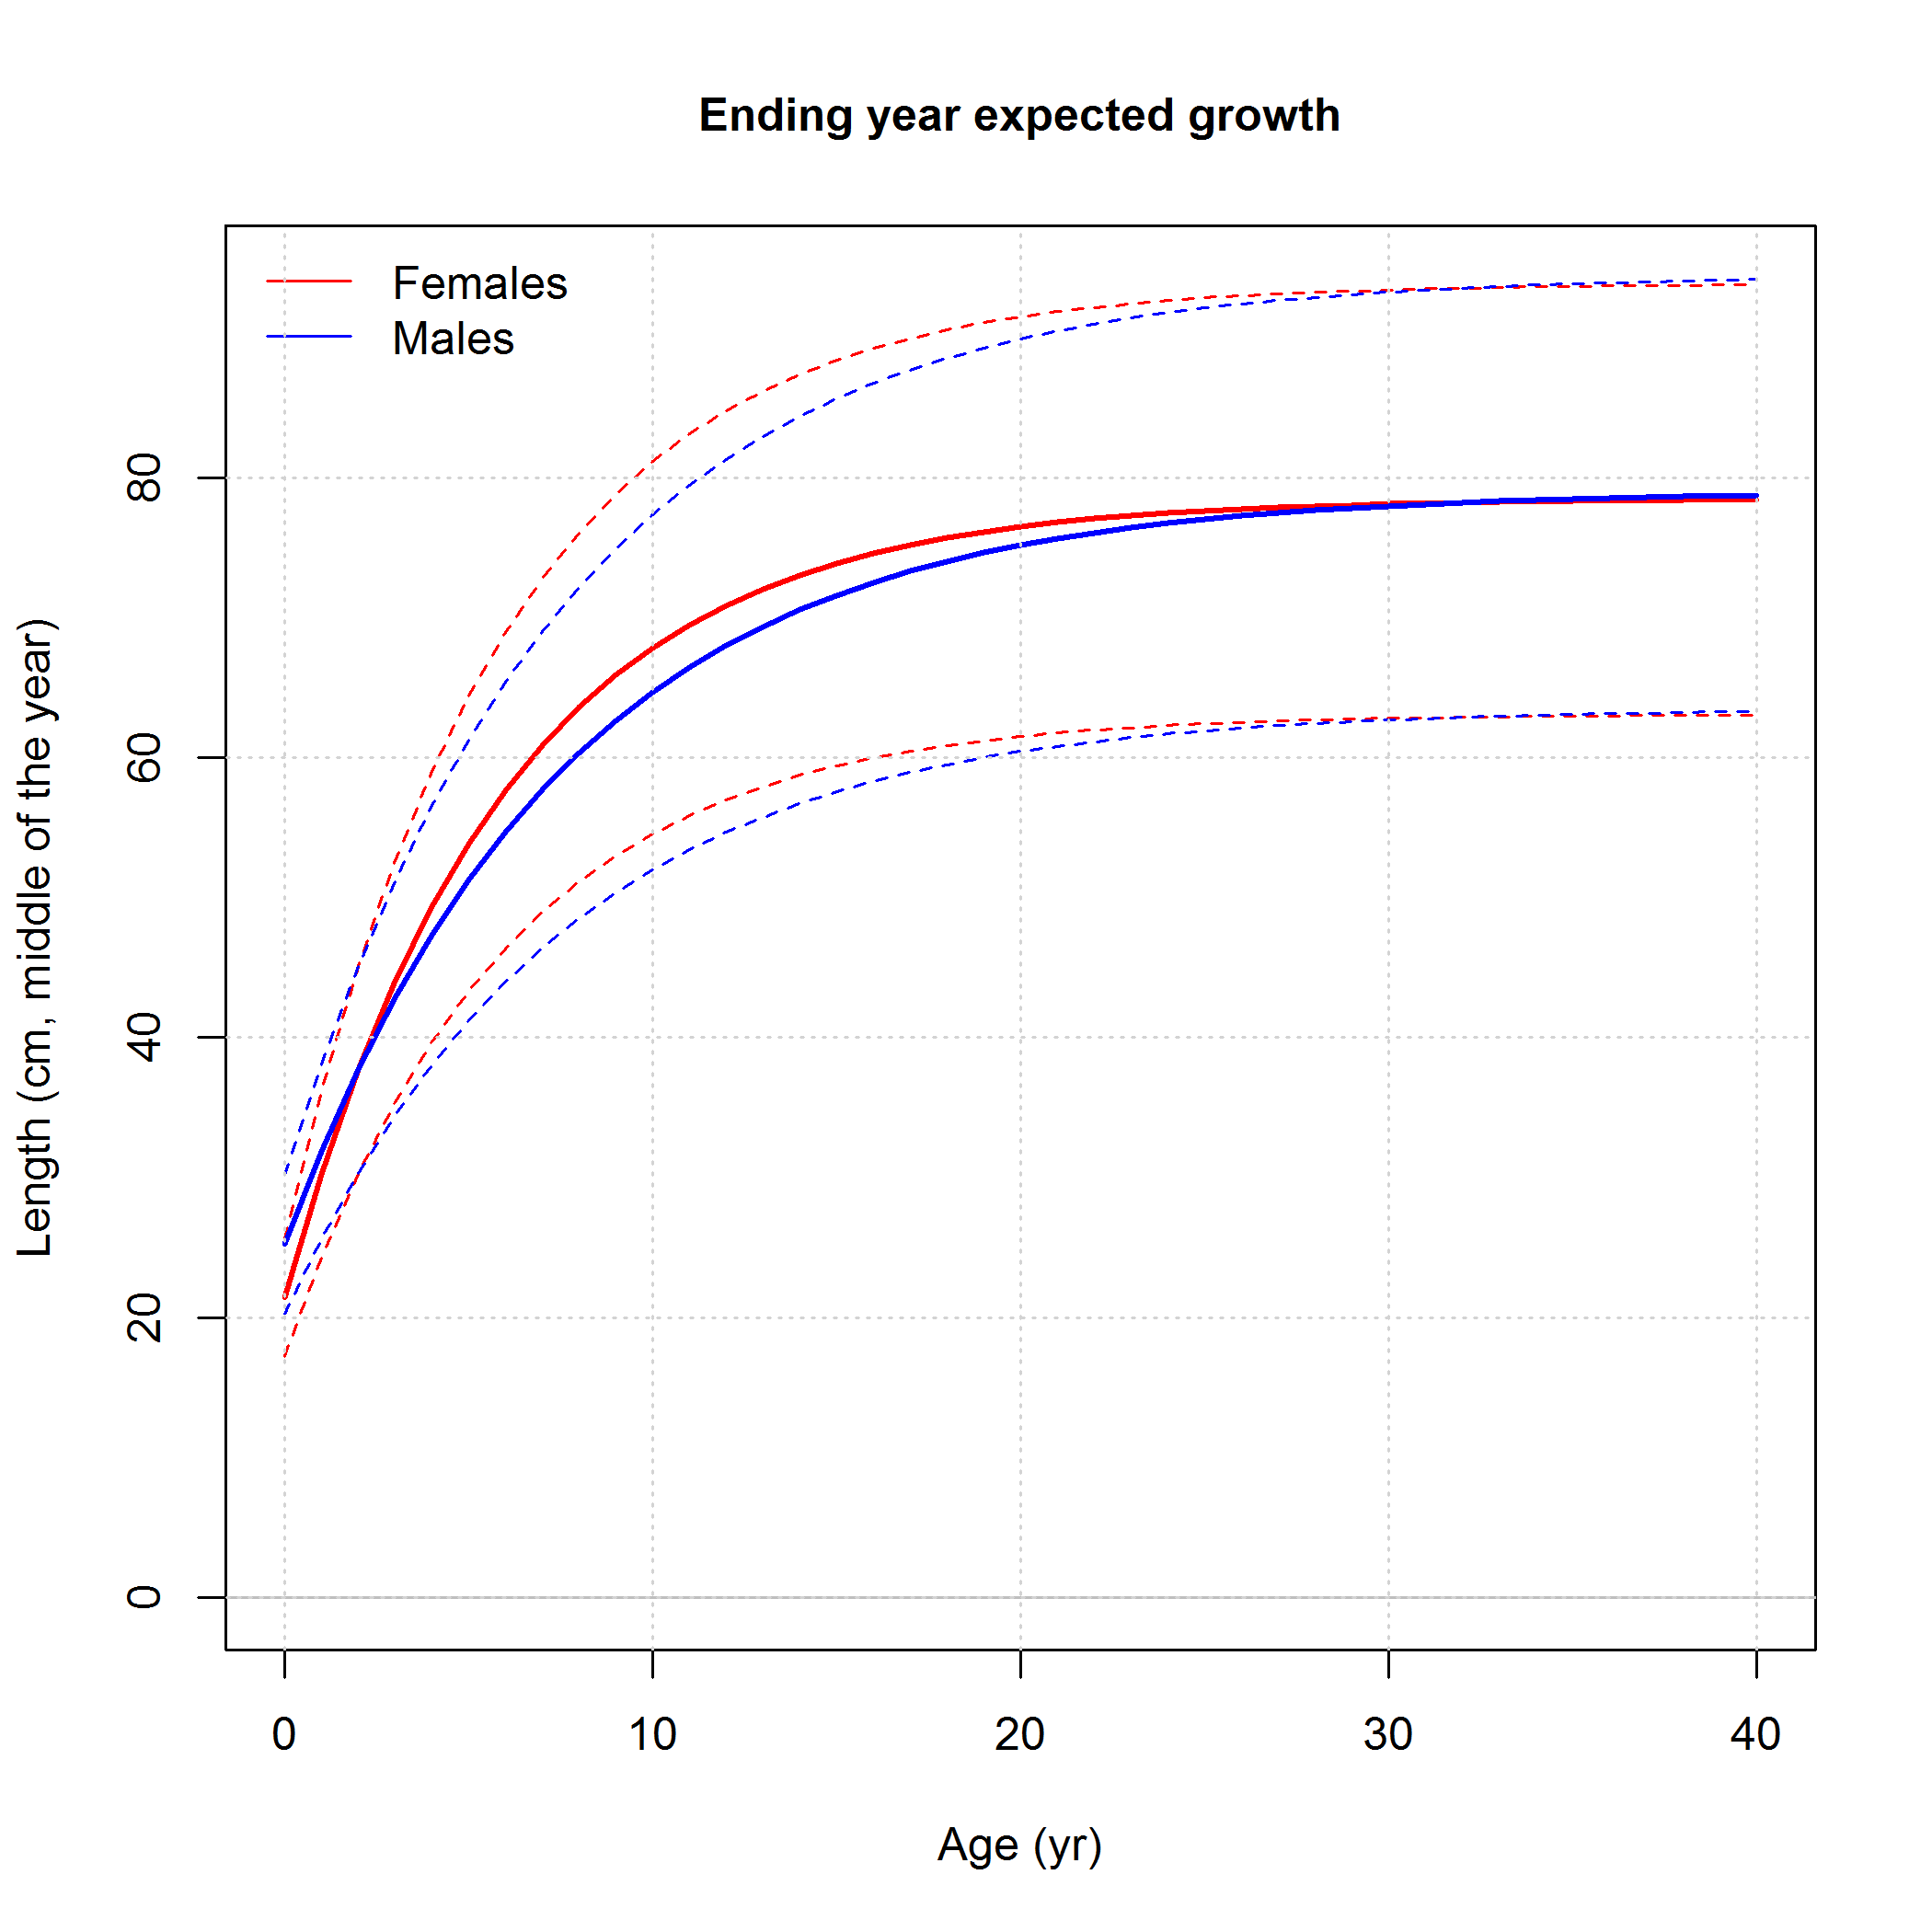 Ending year expected growth
Females
Males
Length (cm, middle of the year)
80
60
40
20
0
0 10 20 30 40
Age (yr)